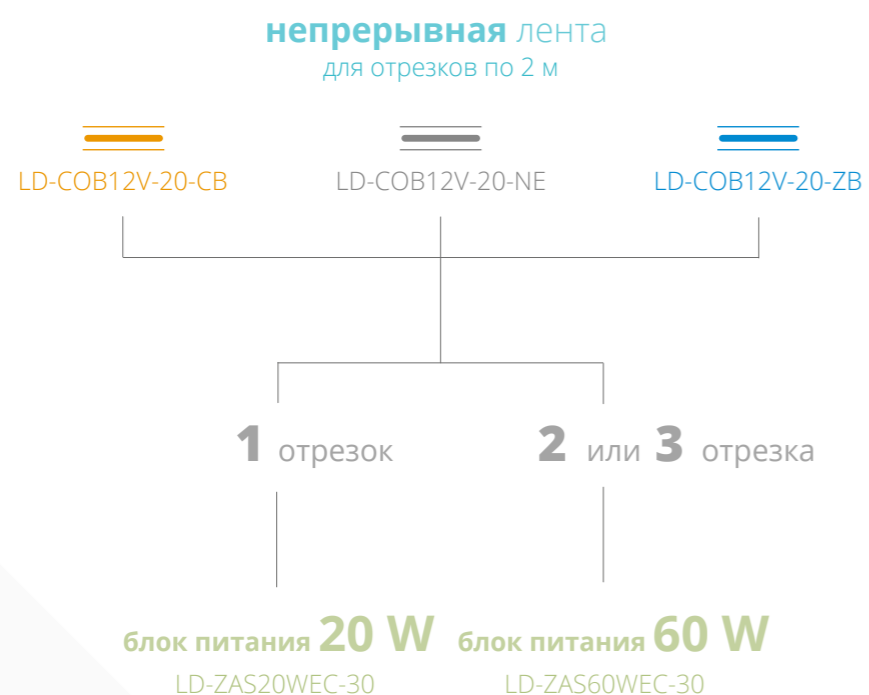 непрерывная лента
для отрезков по 2 м
LD-COB12V-20-CB LD-COB12V-20-NE LD-COB12V-20-ZB
1 отрезок 2 или 3 отрезка
блок питания 20 W блок питания 60 W
LD-ZAS20WEC-30 LD-ZAS60WEC-30